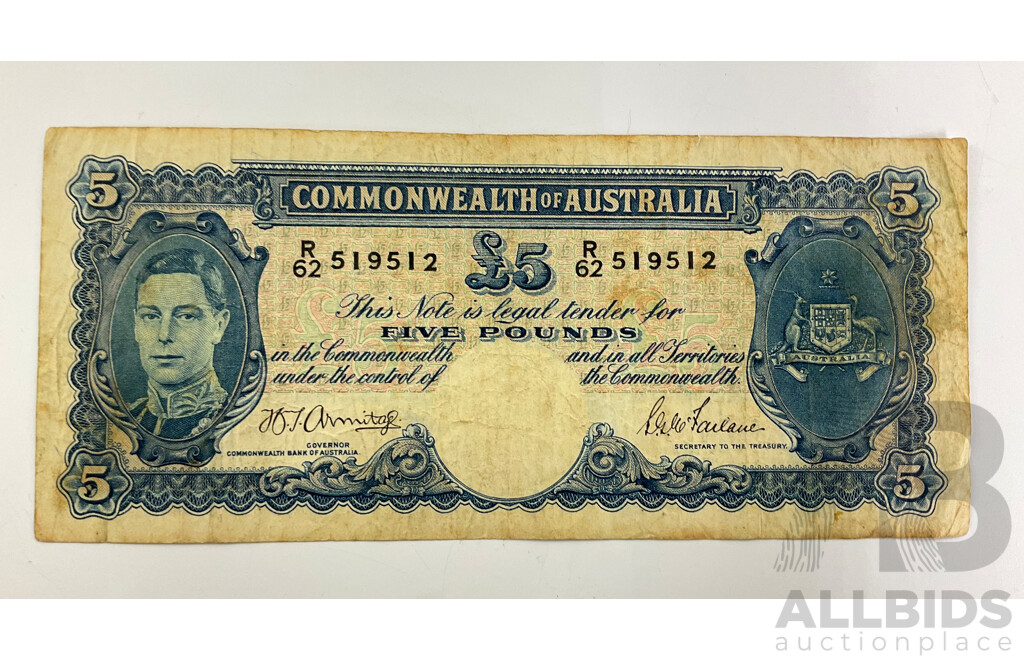 5 5
COMMONWEALTH OF AUSTRALIA
R/62 519512 £5 R/62 519512
This Note is legal tender for
FIVE POUNDS
in the Commonwealth and in all Territories
under the control of the Commonwealth.
AUSTRALIA
H.T. Armitage S.G. McFarlane
GOVERNOR SECRETARY TO THE TREASURY.
COMMONWEALTH BANK OF AUSTRALIA.
5 5
ALLBIDS
auctionplace